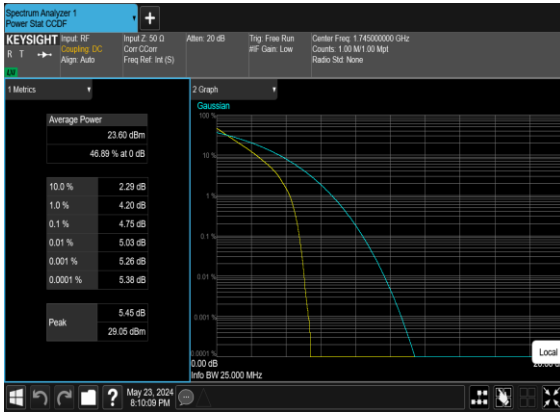 Spectrum Analyzer 1
Power Stat CCDF
KEYSIGHT
R T
LV
Input: RF
Coupling: DC
Align: Auto
Input Z: 50 Ω
Corr CCorr
Freq Ref: Int (S)
Atten: 20 dB
Trig: Free Run
#IF Gain: Low
Center Freq: 1.745000000 GHz
Counts: 1.00 M/1.00 Mpt
Radio Std: None
1 Metrics
Average Power
23.60 dBm
46.89 % at 0 dB
10.0 % 2.29 dB
1.0 % 4.20 dB
0.1 % 4.75 dB
0.01 % 5.03 dB
0.001 % 5.26 dB
0.0001 % 5.38 dB
Peak
5.45 dB
29.05 dBm
2 Graph
Gaussian
100 %
10 %
1 %
0.1 %
0.01 %
0.001 %
0.0001 %
0.00 dB
Info BW 25.000 MHz
Local
May 23, 2024
8:10:09 PM